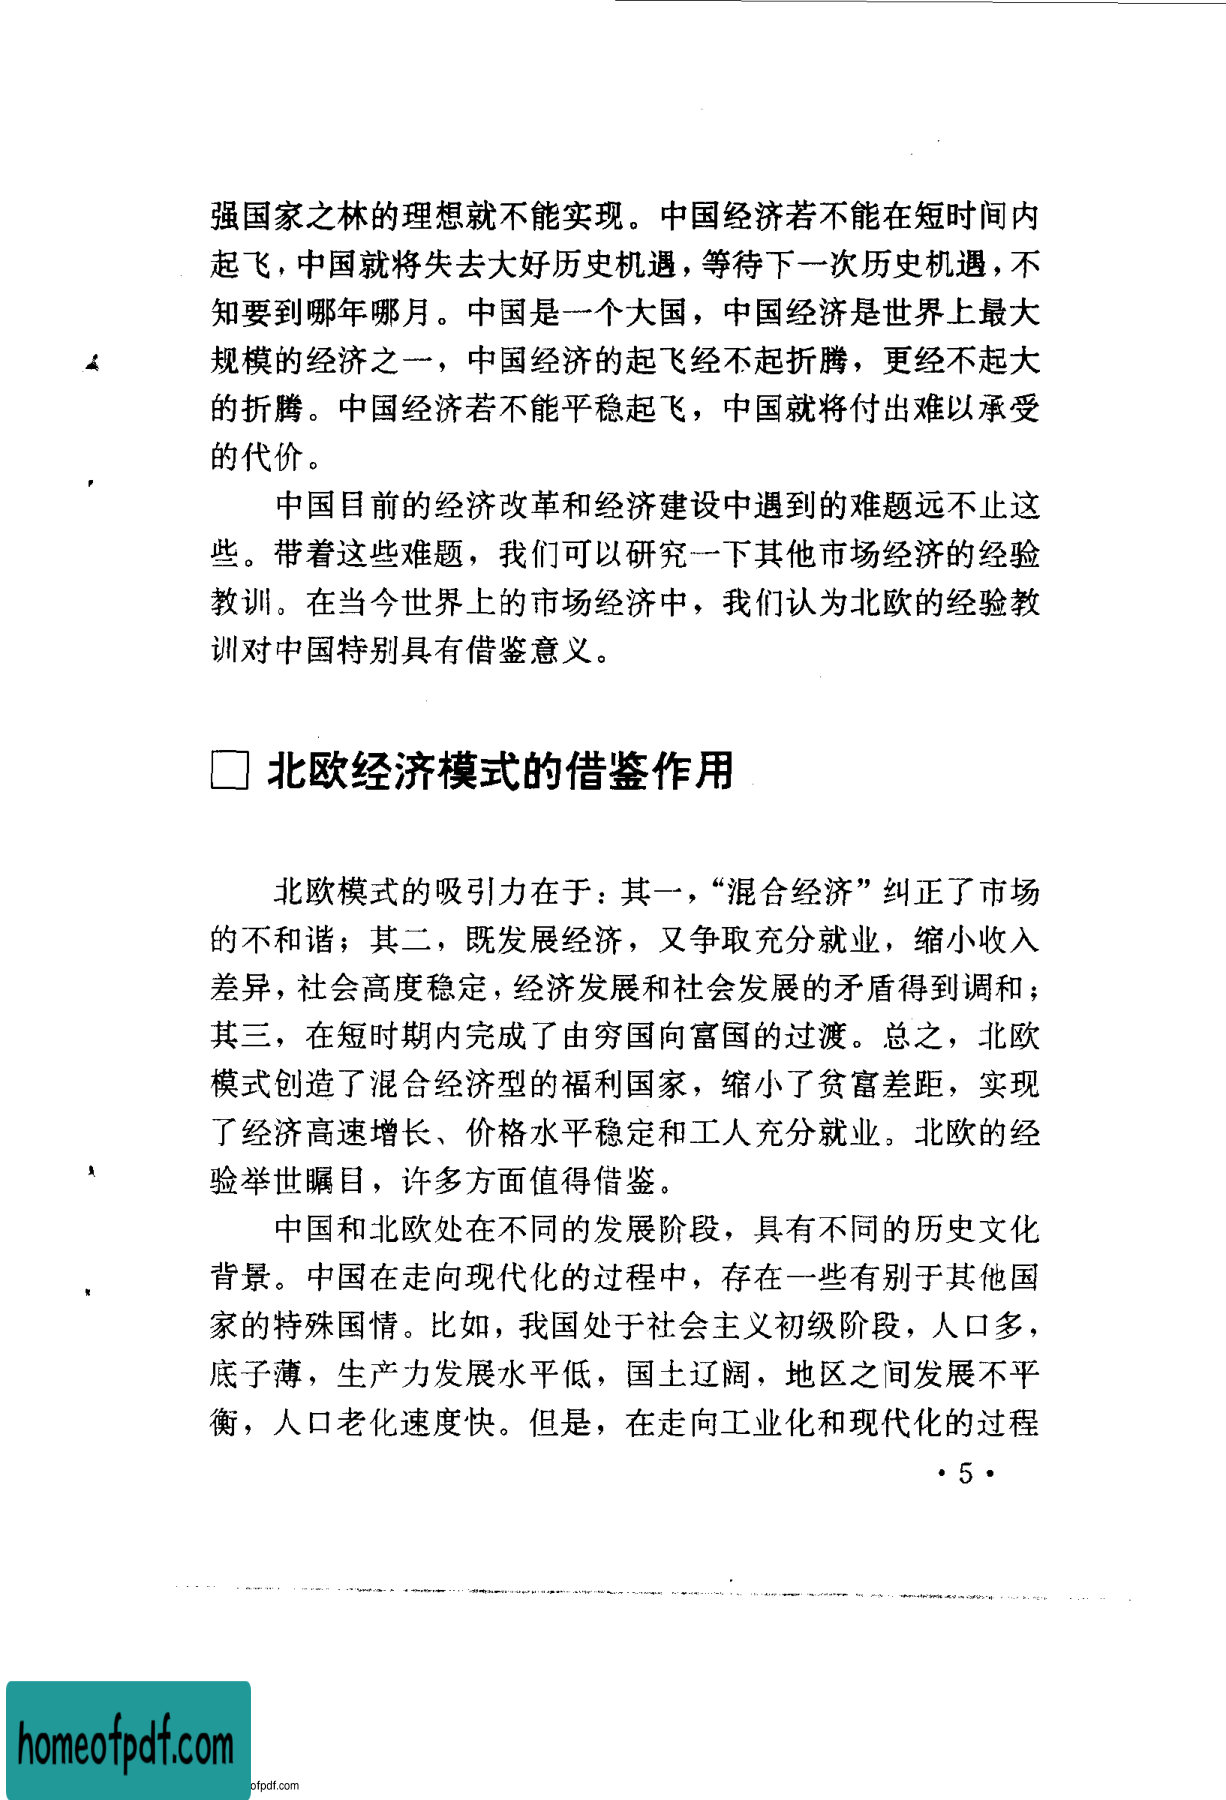 强国家之林的理想就不能实现。中国经济若不能在短时间内
起飞，中国就将失去大好历史机遇，等待下一次历史机遇，不
知要到哪年哪月。中国是一个大国，中国经济是世界上最大
规模的经济之一，中国经济的起飞经不起折腾，更经不起大
的折腾。中国经济若不能平稳起飞，中国就将付出难以承受
的代价。
中国目前的经济改革和经济建设中遇到的难题远不止这
些。带着这些难题，我们可以研究一下其他市场经济的经验
教训。在当今世界上的市场经济中，我们认为北欧的经验教
训对中国特别具有借鉴意义。
□ 北欧经济模式的借鉴作用
北欧模式的吸引力在于：其一，“混合经济”纠正了市场
的不和谐；其二，既发展经济，又争取充分就业，缩小收入
差异，社会高度稳定，经济发展和社会发展的矛盾得到调和；
其三，在短时期内完成了由穷国向富国的过渡。总之，北欧
模式创造了混合经济型的福利国家，缩小了贫富差距，实现
了经济高速增长、价格水平稳定和工人充分就业。北欧的经
验举世瞩目，许多方面值得借鉴。
中国和北欧处在不同的发展阶段，具有不同的历史文化
背景。中国在走向现代化的过程中，存在一些有别于其他国
家的特殊国情。比如，我国处于社会主义初级阶段，人口多，
底子薄，生产力发展水平低，国土辽阔，地区之间发展不平
衡，人口老化速度快。但是，在走向工业化和现代化的过程
·5·
homeofpdf.com
ofpdf.com